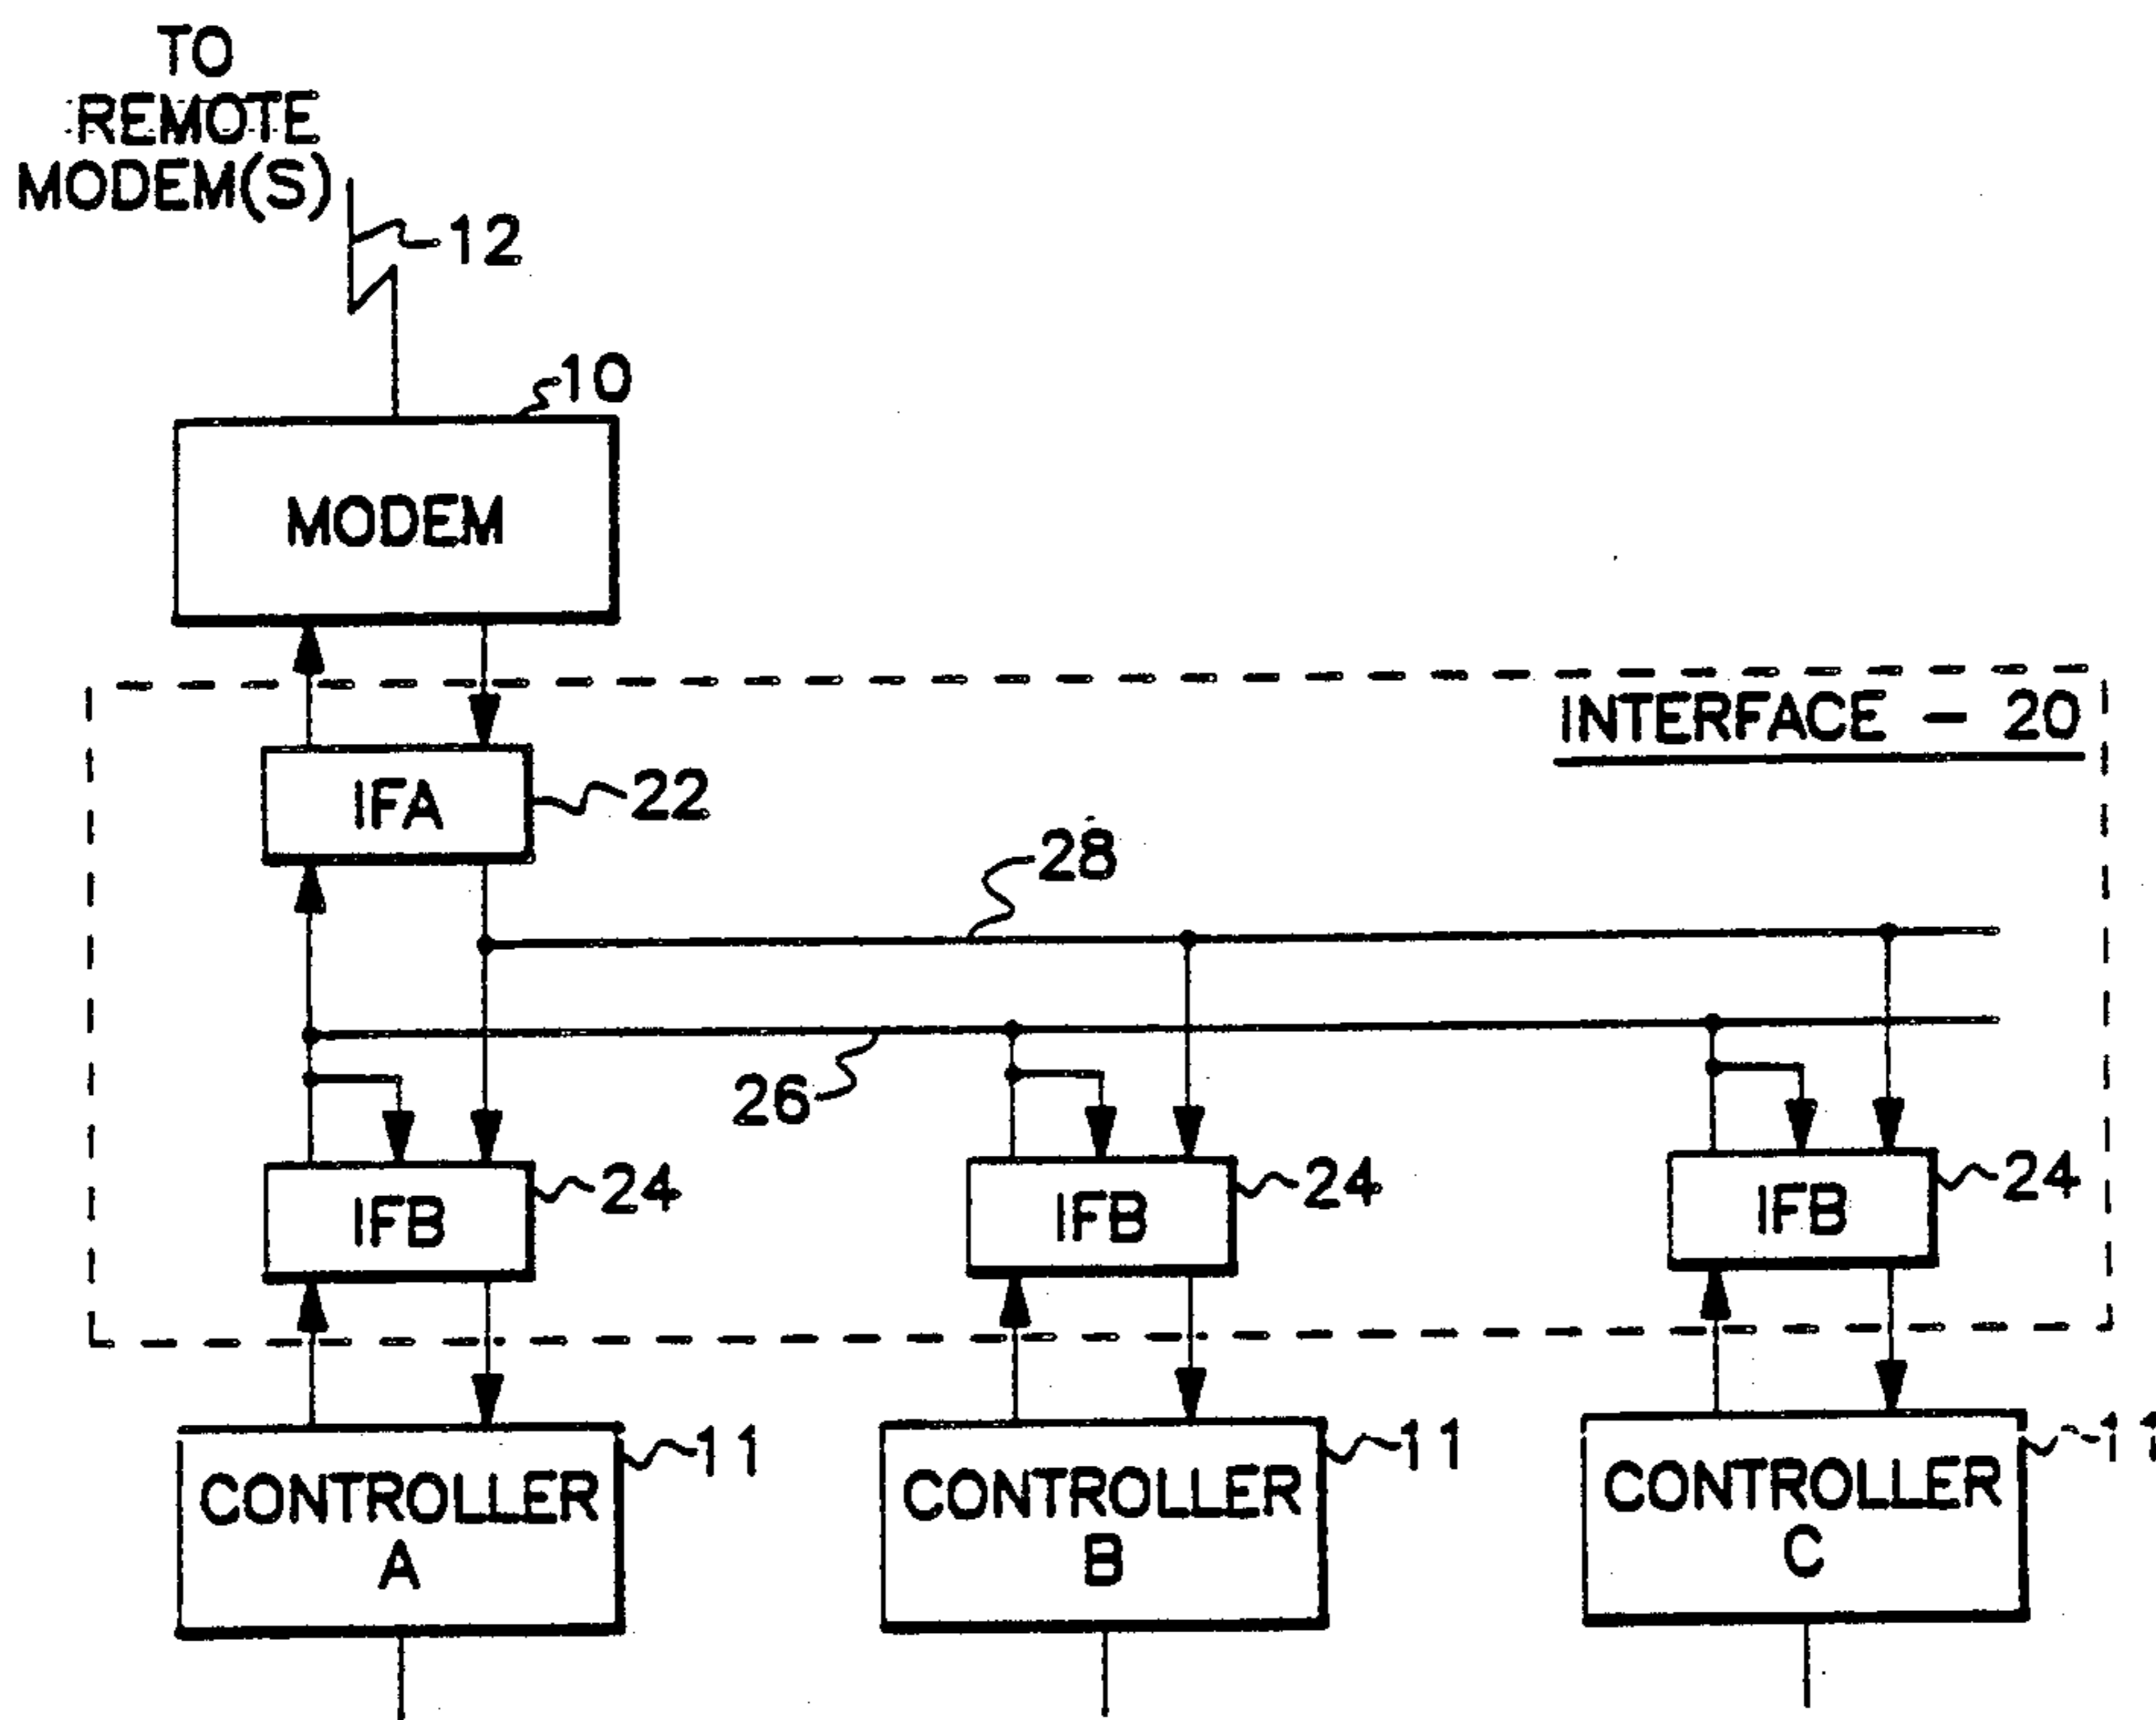 TO
REMOTE
MODEM(S)
12
10
MODEM
INTERFACE - 20
IFA
22
28
26
IFB
24
IFB
24
IFB
24
CONTROLLER
A
11
CONTROLLER
B
11
CONTROLLER
C
11